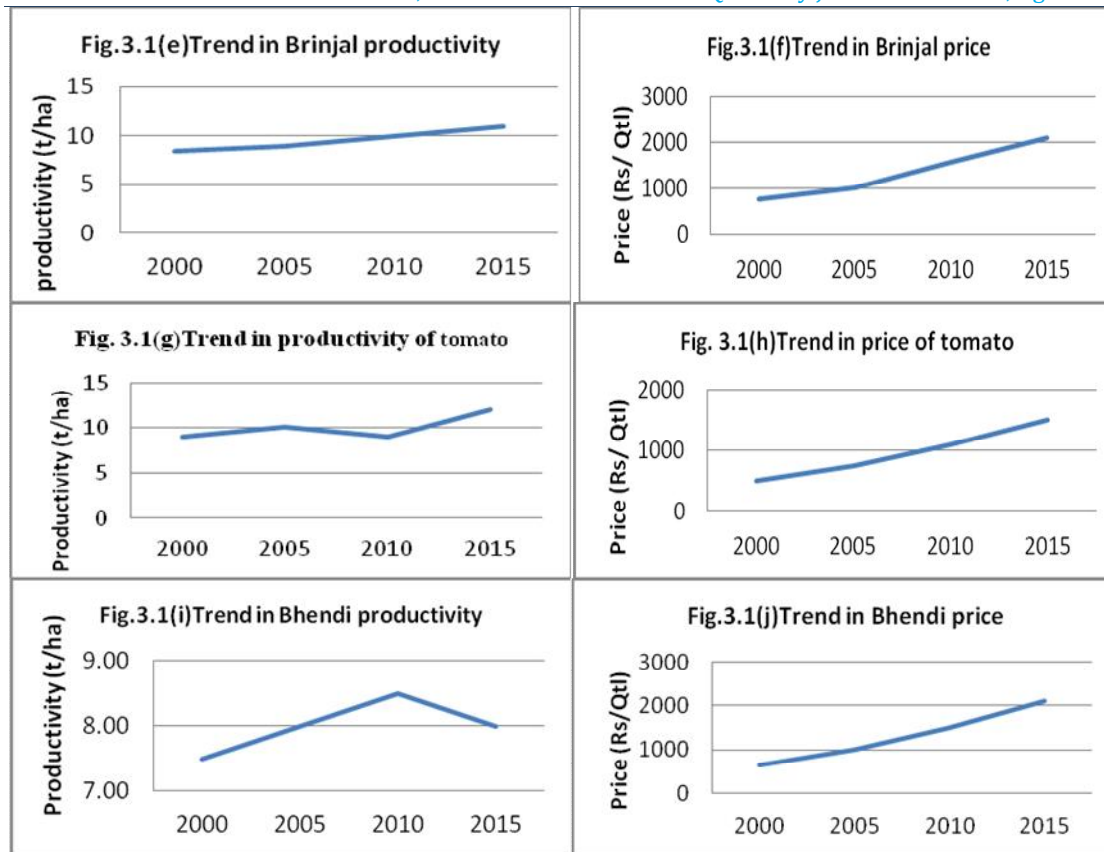 Fig.3.1(e)Trend in Brinjal productivity
productivity (t/ha)
15
10
5
0
2000 2005 2010 2015
Fig.3.1(f)Trend in Brinjal price
Price (Rs/ Qtl)
3000
2000
1000
0
2000 2005 2010 2015
Fig. 3.1(g)Trend in productivity of tomato
Productivity (t/ha)
15
10
5
0
2000 2005 2010 2015
Fig. 3.1(h)Trend in price of tomato
Price (Rs/ Qtl)
2000
1000
0
2000 2005 2010 2015
Fig.3.1(i)Trend in Bhendi productivity
Productivity (t/ha)
9.00
8.00
7.00
2000 2005 2010 2015
Fig.3.1(j)Trend in Bhendi price
Price (Rs/Qtl)
3000
2000
1000
0
2000 2005 2010 2015